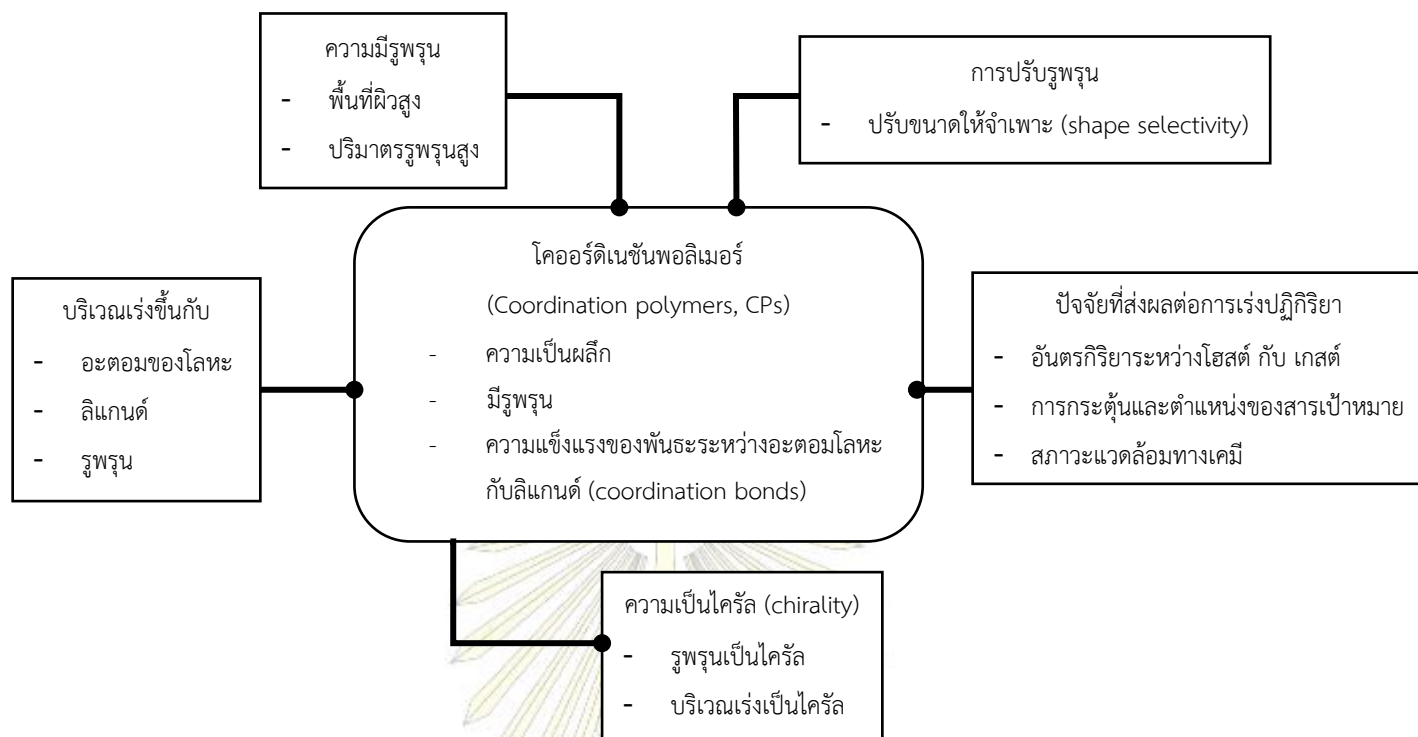 ความมีรูพรุน
- พื้นที่ผิวสูง
- ปริมาตรรูพรุนสูง
การปรับรูพรุน
- ปรับขนาดให้จำเพาะ (shape selectivity)
บริเวณเร่งขึ้นกับ
- อะตอมของโลหะ
- ลิแกนด์
- รูพรุน
โคออร์ดิเนชันพอลิเมอร์
(Coordination polymers, CPs)
- ความเป็นผลึก
- มีรูพรุน
- ความแข็งแรงของพันธะระหว่างอะตอมโลหะ
กับลิแกนด์ (coordination bonds)
ปัจจัยที่ส่งผลต่อการเร่งปฏิกิริยา
- อันตรกิริยาระหว่างโฮสต์ กับ เกสต์
- การกระตุ้นและตำแหน่งของสารเป้าหมาย
- สภาวะแวดล้อมทางเคมี
ความเป็นไครัล (chirality)
- รูพรุนเป็นไครัล
- บริเวณเร่งเป็นไครัล